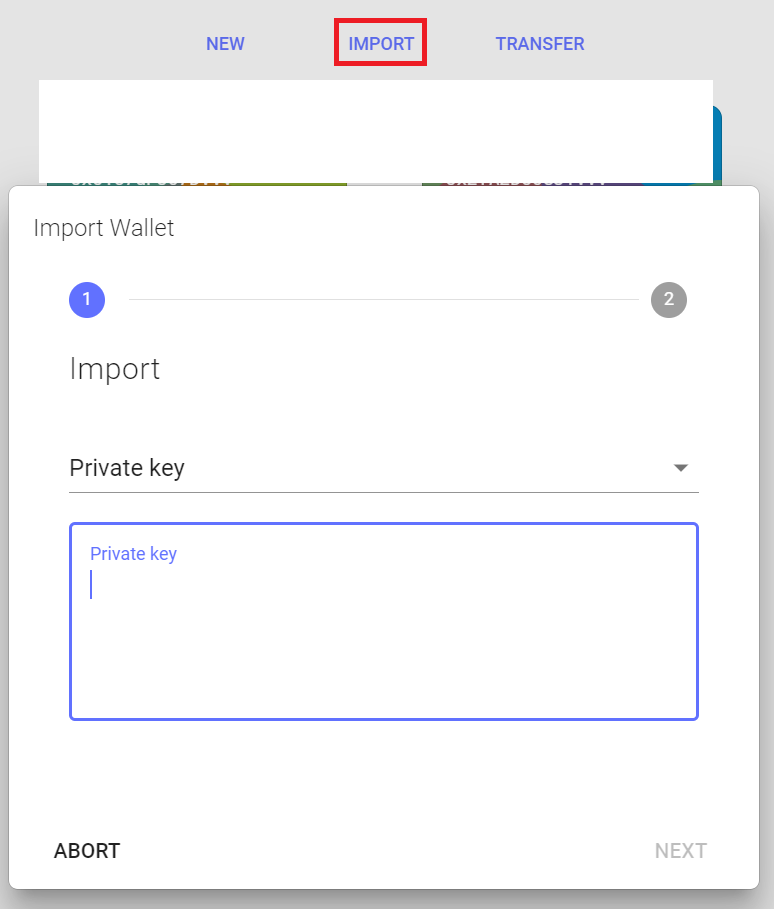 NEW IMPORT TRANSFER
Import Wallet
1 2
Import
Private key
Private key
ABORT NEXT